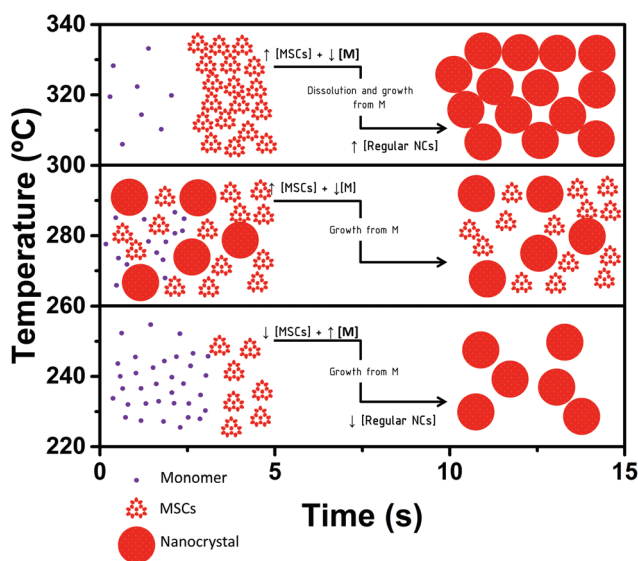 Temperature (ºC)
340
320
300
280
260
240
220
↑ [MSCs] + ↓ [M]
Dissolution and growth
from M
↑ [Regular NCs]
↑ [MSCs] + ↓[M]
Growth from M
↓ [MSCs] + ↑ [M]
Growth from M
↓ [Regular NCs]
0
5
10
15
Time (s)
Monomer
MSCs
Nanocrystal